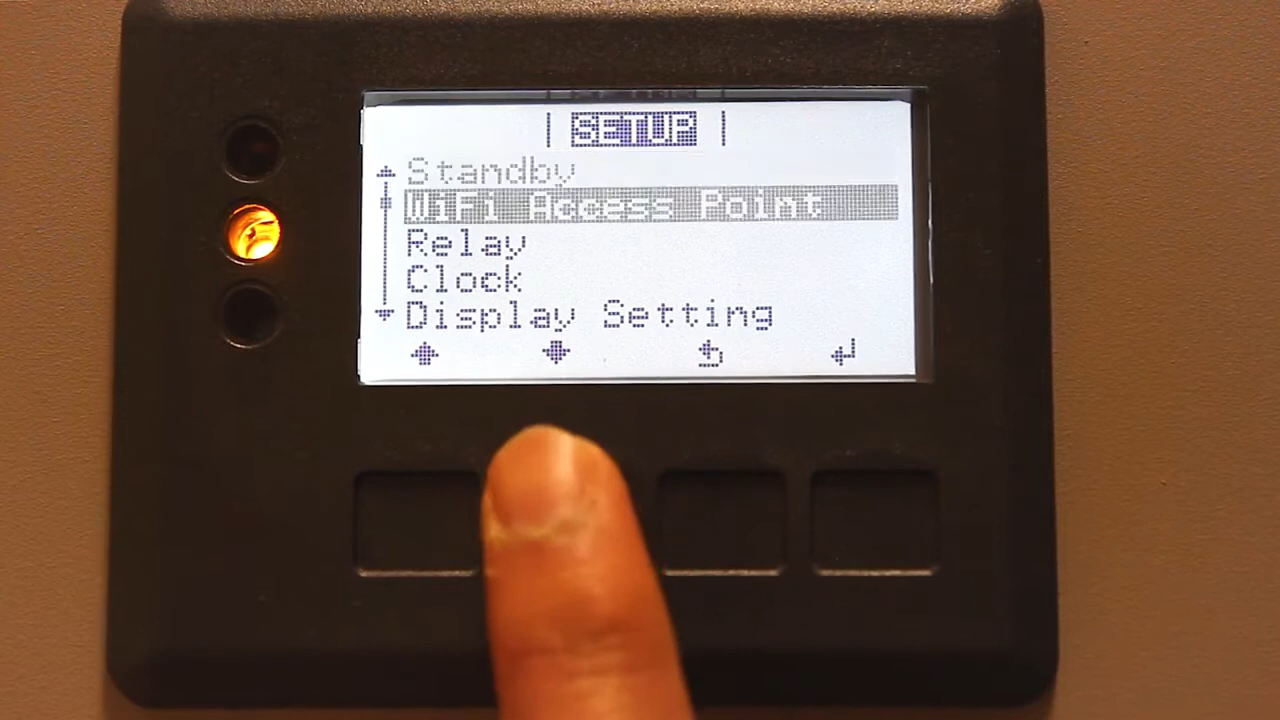 SETUP
Standby
WiFi Access Point
Relay
Clock
Display Setting